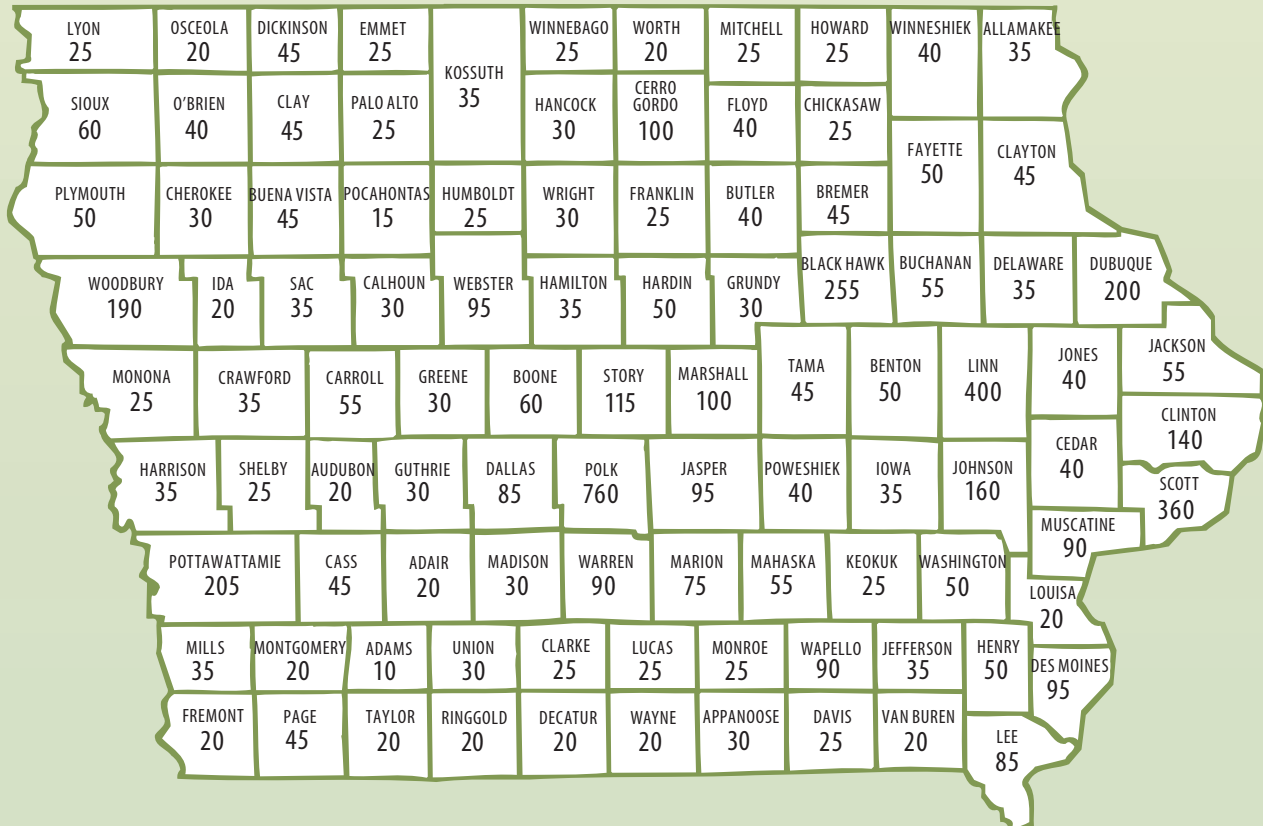 LYON
25
OSCEOLA
20
DICKINSON
45
EMMET
25
KOSSUTH
35
WINNEBAGO
25
WORTH
20
MITCHELL
25
HOWARD
25
WINNESHIEK
40
ALLAMAKEE
35
SIOUX
60
O'BRIEN
40
CLAY
45
PALO ALTO
25
HANCOCK
30
CERRO
GORDO
100
FLOYD
40
CHICKASAW
25
FAYETTE
50
CLAYTON
45
PLYMOUTH
50
CHEROKEE
30
BUENA VISTA
45
POCAHONTAS
15
HUMBOLDT
25
WRIGHT
30
FRANKLIN
25
BUTLER
40
BREMER
45
WOODBURY
190
IDA
20
SAC
35
CALHOUN
30
WEBSTER
95
HAMILTON
35
HARDIN
50
GRUNDY
30
BLACK HAWK
255
BUCHANAN
55
DELAWARE
35
DUBUQUE
200
MONONA
25
CRAWFORD
35
CARROLL
55
GREENE
30
BOONE
60
STORY
115
MARSHALL
100
TAMA
45
BENTON
50
LINN
400
JONES
40
JACKSON
55
CLINTON
140
HARRISON
35
SHELBY
25
AUDUBON
20
GUTHRIE
30
DALLAS
85
POLK
760
JASPER
95
POWESHIEK
40
IOWA
35
JOHNSON
160
CEDAR
40
SCOTT
360
MUSCATINE
90
POTTAWATTAMIE
205
CASS
45
ADAIR
20
MADISON
30
WARREN
90
MARION
75
MAHASKA
55
KEOKUK
25
WASHINGTON
50
LOUISA
20
MILLS
35
MONTGOMERY
20
ADAMS
10
UNION
30
CLARKE
25
LUCAS
25
MONROE
25
WAPELLO
90
JEFFERSON
35
HENRY
50
DES MOINES
95
FREMONT
20
PAGE
45
TAYLOR
20
RINGGOLD
20
DECATUR
20
WAYNE
20
APPANOOSE
30
DAVIS
25
VAN BUREN
20
LEE
85